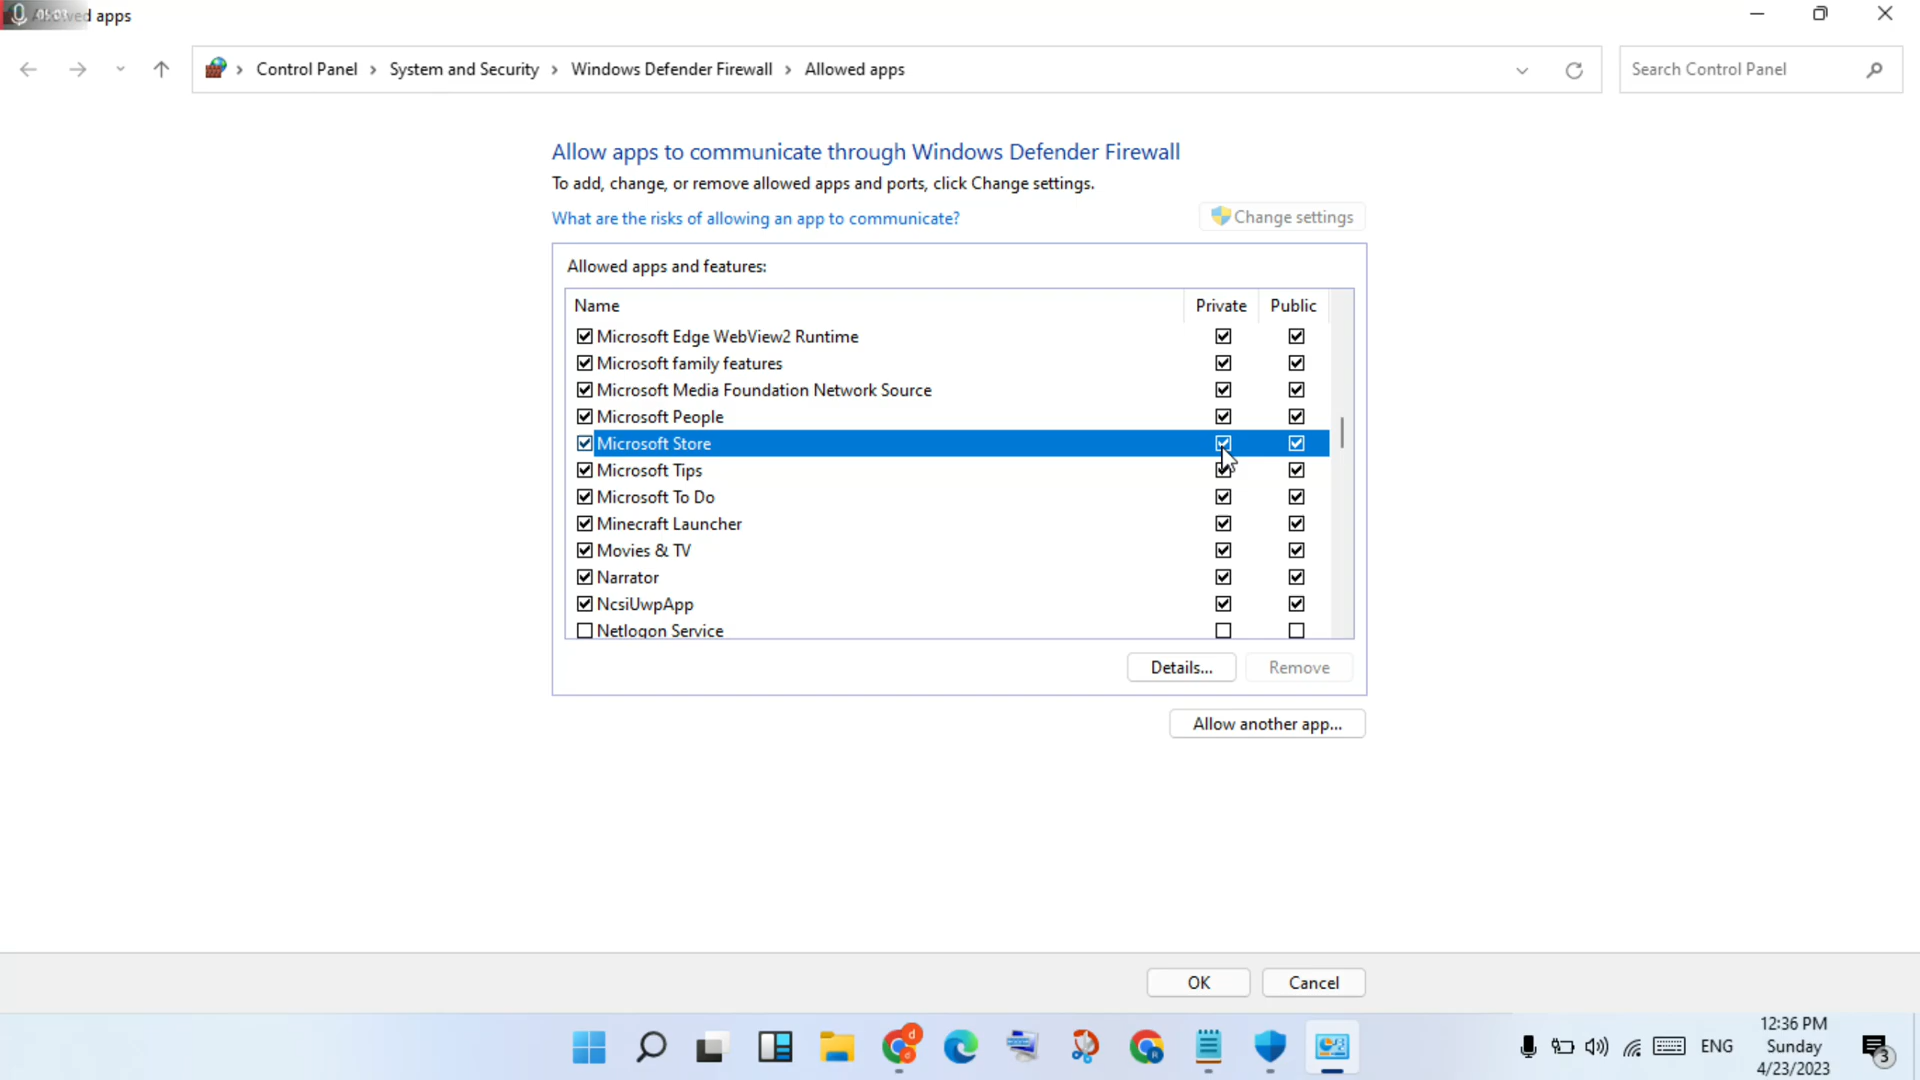 Allowed apps
Control Panel > System and Security > Windows Defender Firewall > Allowed apps
Search Control Panel
Allow apps to communicate through Windows Defender Firewall
To add, change, or remove allowed apps and ports, click Change settings.
What are the risks of allowing an app to communicate?
Change settings
Allowed apps and features:
Name Private Public
Microsoft Edge WebView2 Runtime
Microsoft family features
Microsoft Media Foundation Network Source
Microsoft People
Microsoft Store
Microsoft Tips
Microsoft To Do
Minecraft Launcher
Movies & TV
Narrator
NcsiUwpApp
Netlogon Service
Details... Remove
Allow another app...
OK Cancel
ENG
12:36 PM
Sunday
4/23/2023
3